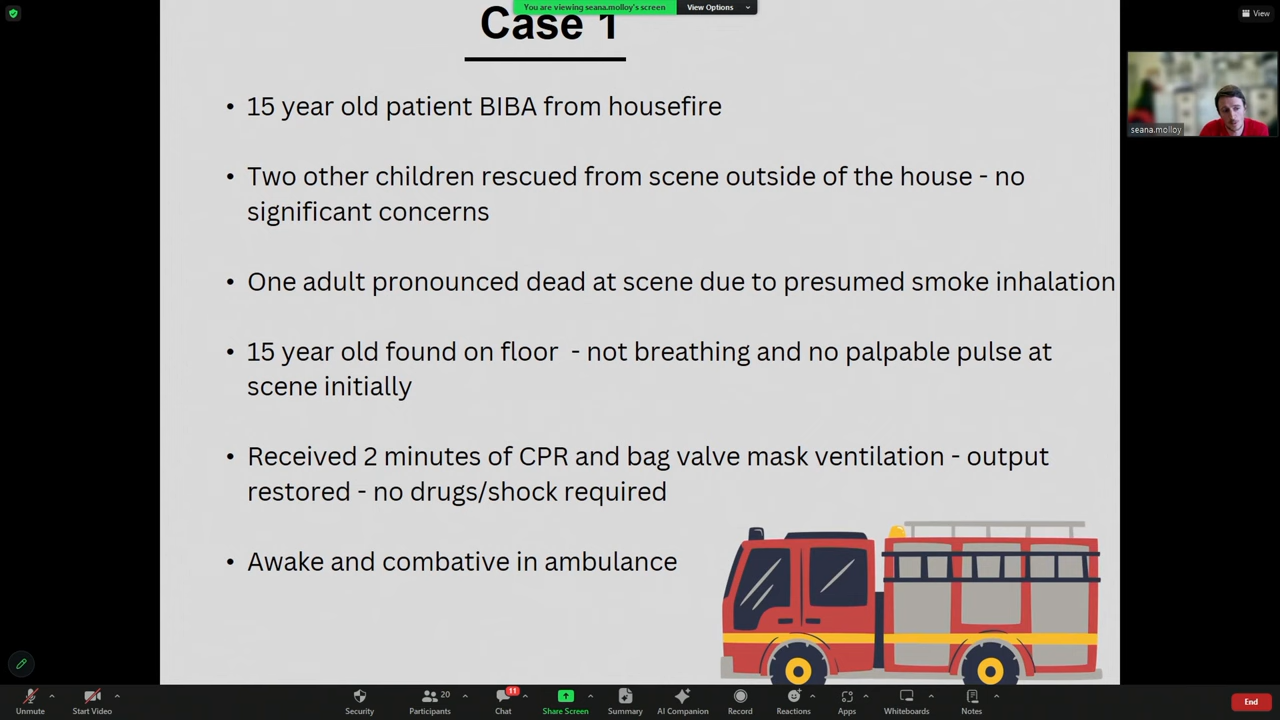 You are viewing seana.molloy's screen
View Options
View
Case 1
• 15 year old patient BIBA from housefire
• Two other children rescued from scene outside of the house - no
significant concerns
• One adult pronounced dead at scene due to presumed smoke inhalation
• 15 year old found on floor - not breathing and no palpable pulse at
scene initially
• Received 2 minutes of CPR and bag valve mask ventilation - output
restored - no drugs/shock required
• Awake and combative in ambulance
seana.molloy
Unmute
Start Video
Security
Participants
20
Chat
11
Share Screen
Summary
AI Companion
Record
Reactions
Apps
Whiteboards
Notes
End